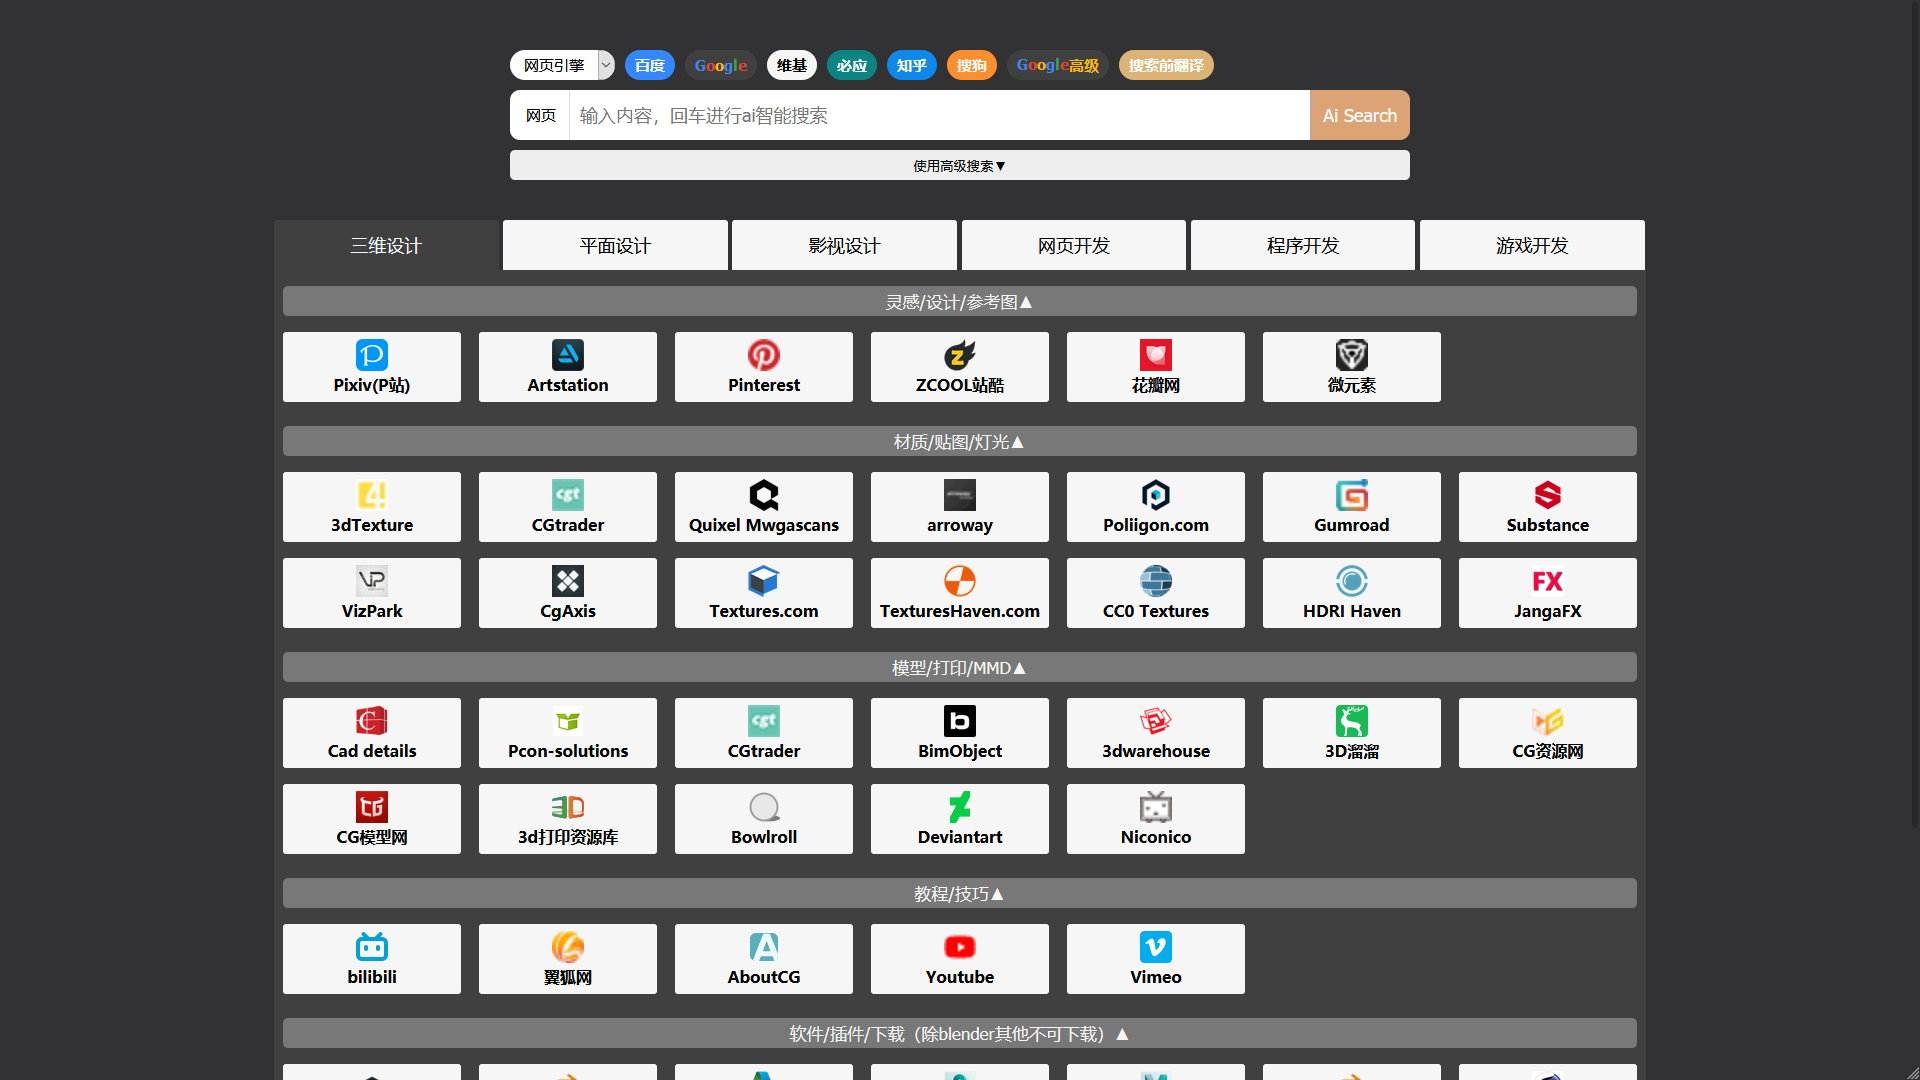 网页引擎 百度 Google 维基 必应 知乎 搜狗 Google高级 搜索前翻译
网页 输入内容，回车进行ai智能搜索 Ai Search
使用高级搜索▼
三维设计 平面设计 影视设计 网页开发 程序开发 游戏开发
灵感/设计/参考图▲
Pixiv(P站) Artstation Pinterest ZCOOL站酷 花瓣网 微元素
材质/贴图/灯光▲
3dTexture CGtrader Quixel Mwgascans arroway Poliigon.com Gumroad Substance
VizPark CgAxis Textures.com TexturesHaven.com CC0 Textures HDRI Haven JangaFX
模型/打印/MMD▲
Cad details Pcon-solutions CGtrader BimObject 3dwarehouse 3D溜溜 CG资源网
CG模型网 3d打印资源库 Bowlroll Deviantart Niconico
教程/技巧▲
bilibili 翼狐网 AboutCG Youtube Vimeo
软件/插件/下载（除blender其他不可下载）▲